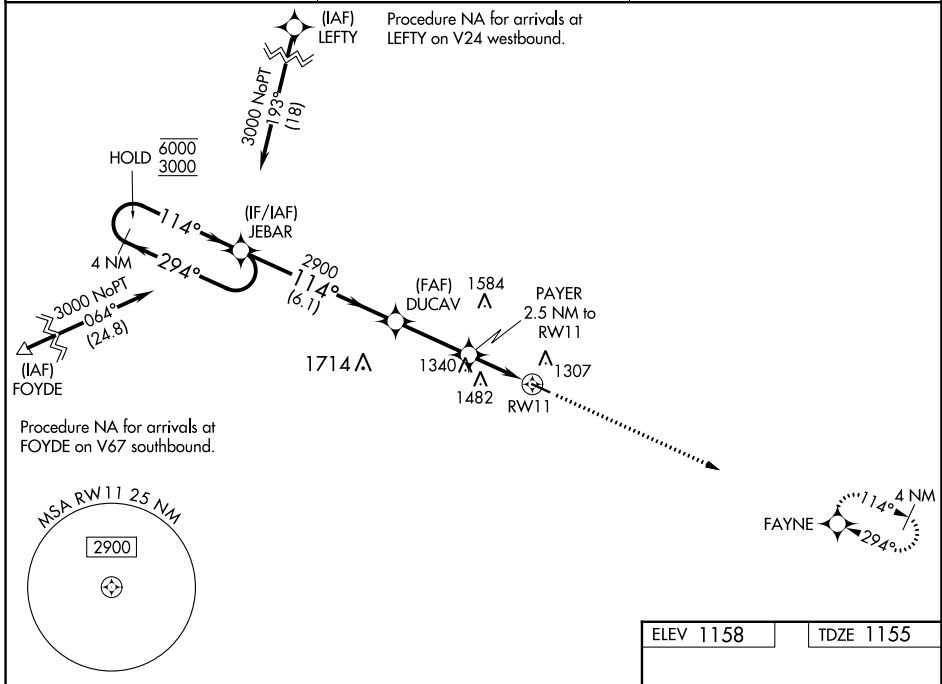 (IAF)
LEFTY
Procedure NA for arrivals at
LEFTY on V24 westbound.
3000 NoPT
193°
(18)
HOLD
6000
3000
114°
294°
4 NM
(IF/IAF)
JEBAR
2900
114°
(6.1)
(FAF)
DUCAV
1584
PAYER
2.5 NM to
RW11
3000 NoPT
064°
(24.8)
(IAF)
FOYDE
1714
1340
1482
1307
RW11
Procedure NA for arrivals at
FOYDE on V67 southbound.
MSA RW11 25 NM
2900
FAYNE
114°
4 NM
294°
ELEV 1158
TDZE 1155